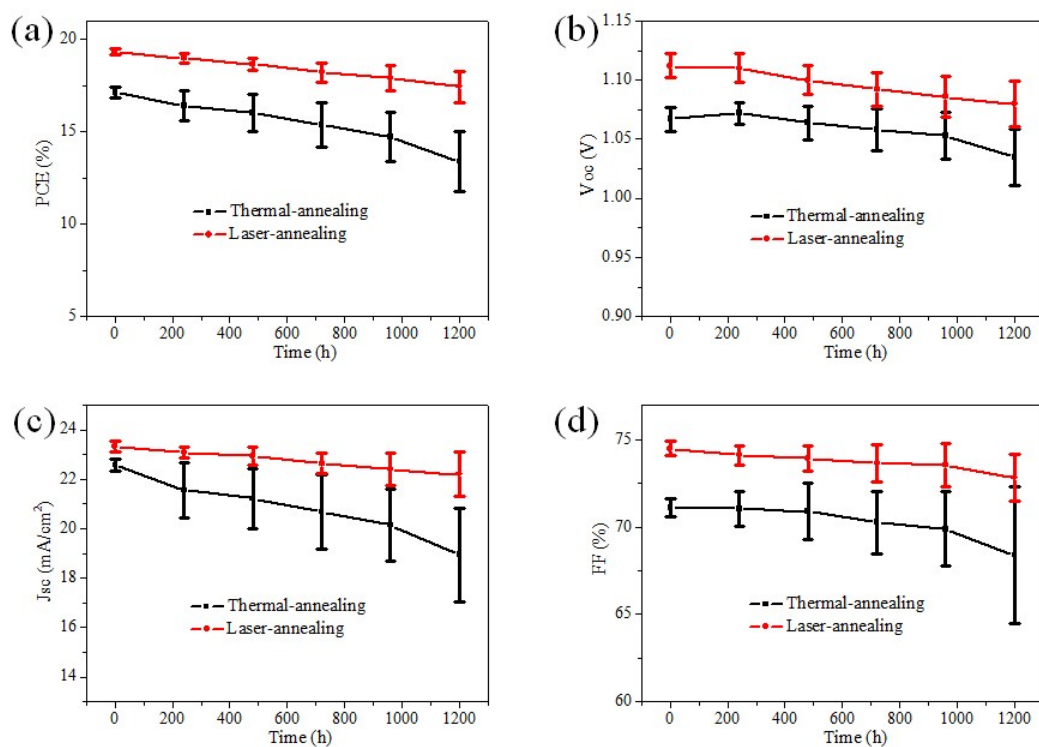 (a)
20
15
10
5
PCE (%)
Thermal-annealing
Laser-annealing
0 200 400 600 800 1000 1200
Time (h)
(b)
1.15
1.10
1.05
1.00
0.95
0.90
Voc (V)
Thermal-annealing
Laser-annealing
0 200 400 600 800 1000 1200
Time (h)
(c)
24
22
20
18
16
14
Jsc (mA/cm²)
Thermal-annealing
Laser-annealing
0 200 400 600 800 1000 1200
Time (h)
(d)
75
70
65
60
FF (%)
Thermal-annealing
Laser-annealing
0 200 400 600 800 1000 1200
Time (h)